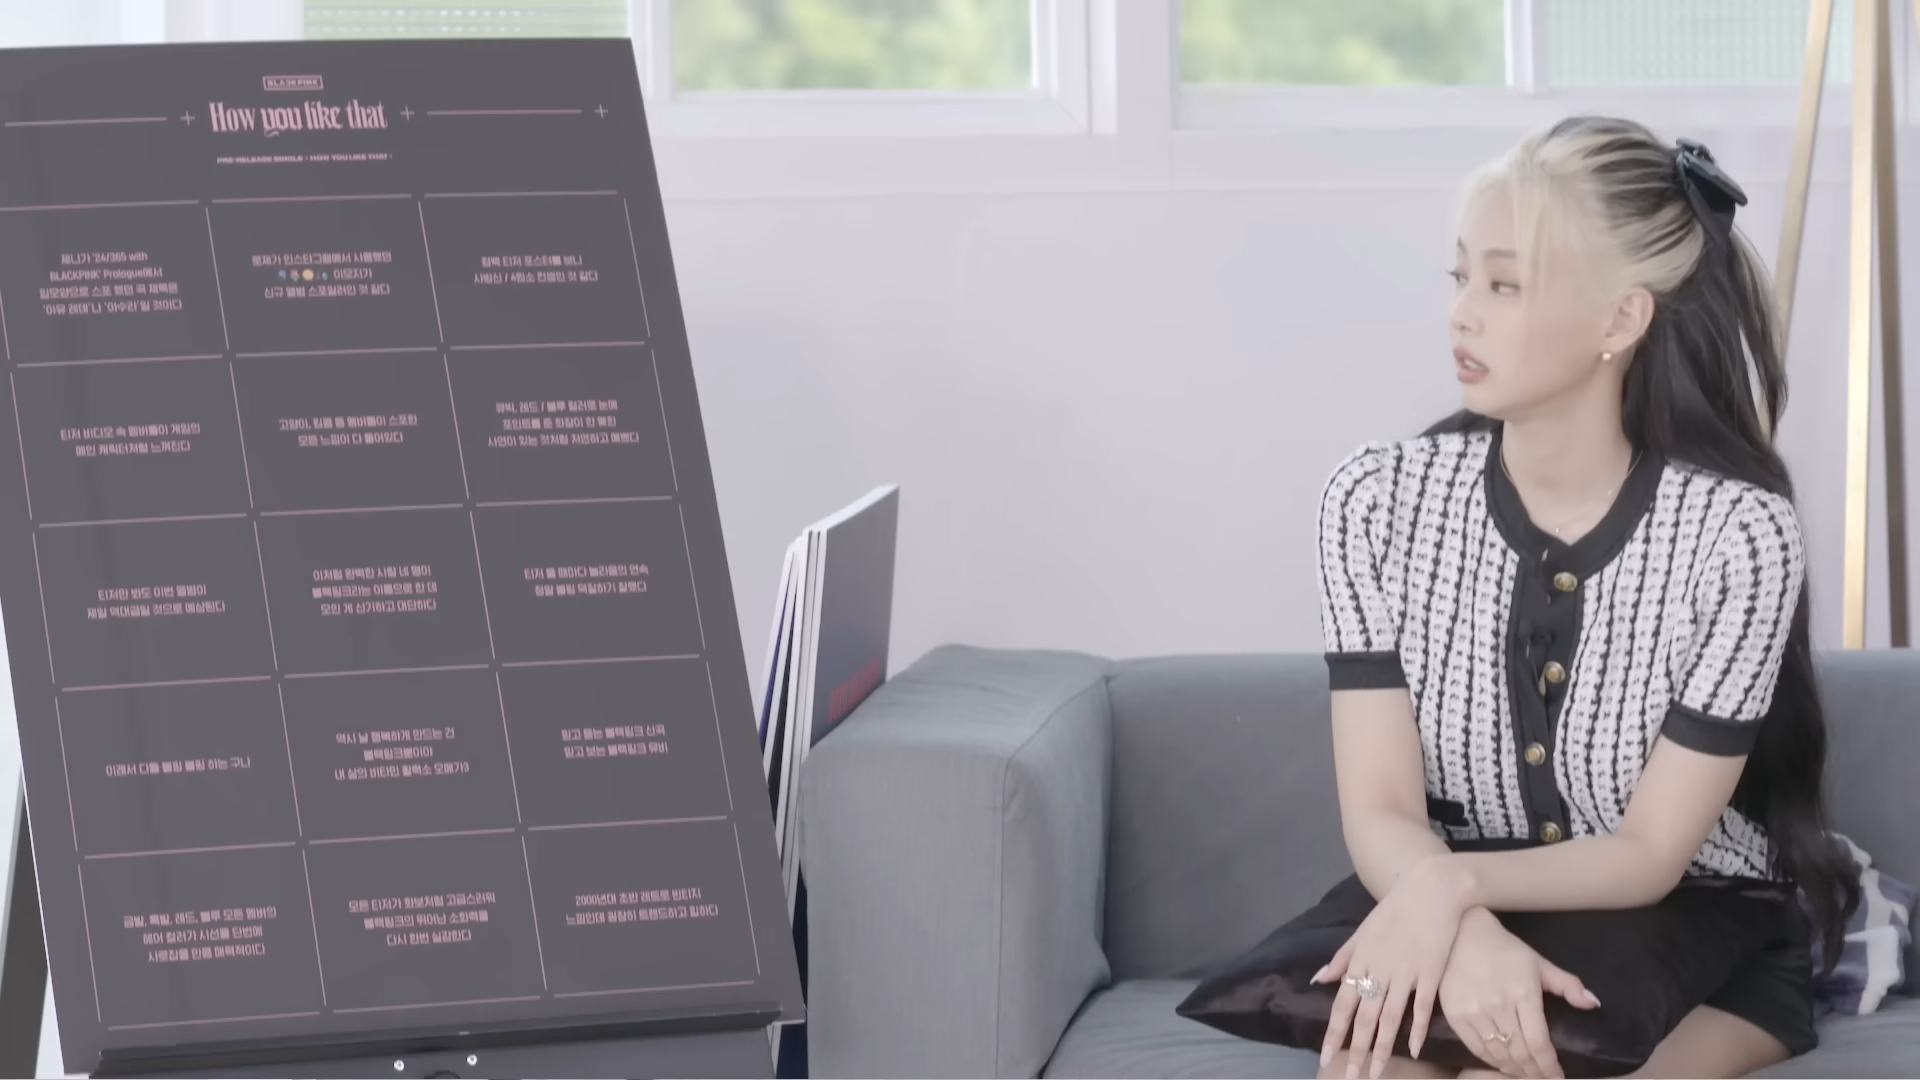 BLACKPINK
How you like that
PRE-RELEASE SINGLE - HOW YOU LIKE THAT -
제니가 '24/365 with
BLACKPINK' Prologue에서
입모양으로 스포 했던 곡 제목은
'아유 레데'나 '아수라'일 것이다
로제가 인스타그램에서 사용했던
이모지가
신규 앨범 스포일러인 것 같다
컴백 티저 포스터를 보니
사방신 / 4원소 컨셉인 것 같다
티저 비디오 속 멤버들이 게임의
메인 캐릭터처럼 느껴진다
고양이, 킬뺌 등 멤버들이 스포한
모든 느낌이 다 들어있다
레드 / 블루 컬러로 눈에
포인트를 준 화장이 한 맺힌
사연이 있는 것처럼 처연하고 예쁘다
티저만 봐도 이번 앨범이
제일 역대급일 것으로 예상된다
이처럼 완벽한 사람 네 명이
블랙핑크라는 이름으로 한 데
모인 게 신기하고 대단하다
티저 뜰 때마다 놀라움의 연속
정말 블핑 덕질하기 잘했다
이래서 다들 블핑 블핑 하는 구나
역시 날 행복하게 만드는 건
블랙핑크뿐이야
내 삶의 비타민 활력소 오메가3
믿고 듣는 블랙핑크 신곡
믿고 보는 블랙핑크 뮤비
금발, 흑발, 레드, 블루 모든 멤버의
헤어 컬러가 시선을 단번에
사로잡을 만큼 매력적이다
모든 티저가 화보처럼 고급스러워
블랙핑크의 뛰어난 소화력을
다시 한번 실감한다
2000년대 초반 레트로 빈티지
느낌인데 굉장히 트렌드하고 힙하다